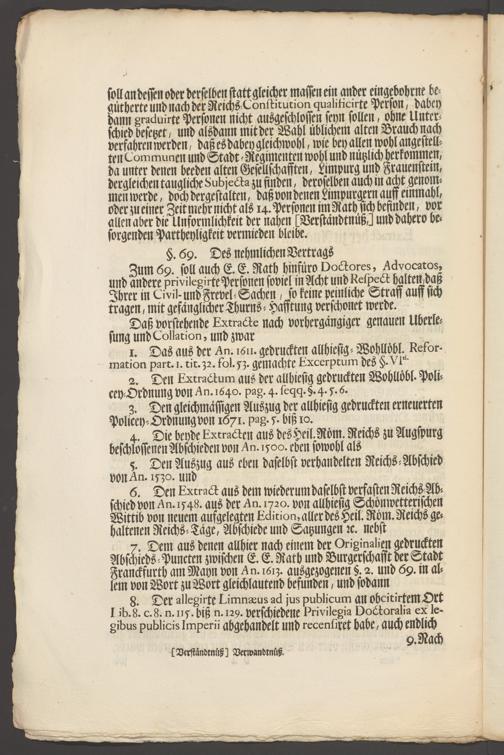 soll an dessen oder derselben statt gleicher massen ein ander eingebohrne be-
gütherte und nach der Reichs-Constitution qualificirte Person, dabey
dann graduirte Personen nicht ausgeschlossen seyn sollen, ohne Unter-
schied besetzet, und alsdann mit der Wahl üblichem alten Brauch nach
verfahren werden, daß es dabey gleichwohl, wie bey allen wohl angestell-
ten Communen und Stadt-Regimenten wohl und nützlich herkommen,
da unter denen beeden alten Gesellschafften, Limpurg und Frauenstein,
dergleichen taugliche Subjecta zu finden, deroselben auch in acht genom-
men werde, doch dergestalten, daß von denen Limpurgern auff einmahl,
oder zu einer Zeit mehr nicht als 14. Personen im Rath sich befinden, vor
allen aber die Unförmlichkeit der nahen [Verständtnüß,] und dahero be-
sorgenden Partheyligkeit vermieden bleibe.
§. 69. Des nehmlichen Vertrags
Zum 69. soll auch E. E. Rath hinfüro Doctores, Advocatos,
und andere privilegirte Personen soviel in Acht und Respect halten, daß
Ihrer in Civil- und Frevel-Sachen, so keine peinliche Straff auff sich
tragen, mit gefänglicher Thurns-Hafftung verschonet werde.
Daß vorstehende Extracte nach vorhergängiger genauen Uberle-
sung und Collation, und zwar
1. Das aus der An. 1611. gedruckten allhiesig-Wohllöbl. Refor-
mation part. 1. tit. 32. fol. 53. gemachte Excerptum des §. VI<sup>ti.</sup>
2. Den Extractum aus der allhiesig gedruckten Wohllöbl. Poli-
cey-Ordnung von An. 1640. pag. 4. seqq. §. 4. 5. 6.
3. Den gleichmässigen Auszug der allhiesig gedruckten erneuerten
Policey-Ordnung von 1671. pag. 5. biß 10.
4. Die beyde Extracten aus des Heil. Röm. Reichs zu Augspurg
beschlossenen Abschieden von An. 1500. eben sowohl als
5. Den Auszug aus eben daselbst verhandelten Reichs-Abschied
von An. 1530. und
6. Den Extract aus dem wiederum daselbst verfasten Reichs-Ab-
schied von An. 1548. aus der An. 1720. von allhiesig Schönwetterischen
Wittib von neuem aufgelegten Edition, aller des Heil. Röm. Reichs ge-
haltenen Reichs-Täge, Abschiede und Satzungen ꝛc. nebst
7. Dem aus denen allhier nach einem der Originalien gedruckten
Abschieds-Puncten zwischen E. E. Rath und Burgerschafft der Stadt
Franckfurth am Mayn von An. 1613. ausgezogenen §. 2. und 69. in al-
lem von Wort zu Wort gleichlautend befunden, und sodann
8. Der allegirte Limnæus ad jus publicum an obcitirtem Ort
I ib. 8. c. 8. n. 115. biß n. 129. verschiedene Privilegia Doctoralia ex le-
gibus publicis Imperii abgehandelt und recensiret habe, auch endlich
9. Nach
[Verständtnüß] Verwandtnüß.